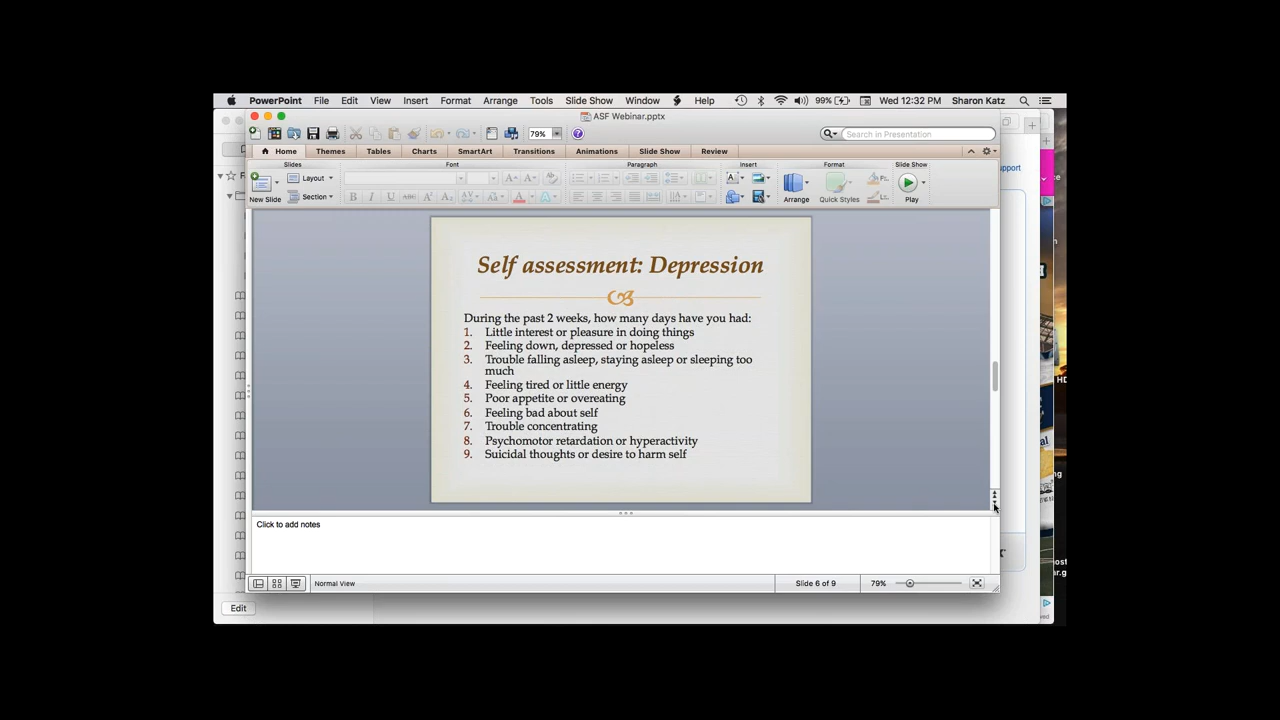 PowerPoint File Edit View Insert Format Arrange Tools Slide Show Window Help 99% Wed 12:32 PM Sharon Katz
ASF Webinar.pptx
79% Search in Presentation
Home Themes Tables Charts SmartArt Transitions Animations Slide Show Review
Slides Font Paragraph Insert Format Slide Show
Layout
New Slide Section Arrange Quick Styles Play
upport
Self assessment: Depression
During the past 2 weeks, how many days have you had:
1. Little interest or pleasure in doing things
2. Feeling down, depressed or hopeless
3. Trouble falling asleep, staying asleep or sleeping too
much
4. Feeling tired or little energy
5. Poor appetite or overeating
6. Feeling bad about self
7. Trouble concentrating
8. Psychomotor retardation or hyperactivity
9. Suicidal thoughts or desire to harm self
Click to add notes
Normal View Slide 6 of 9 79%
Edit